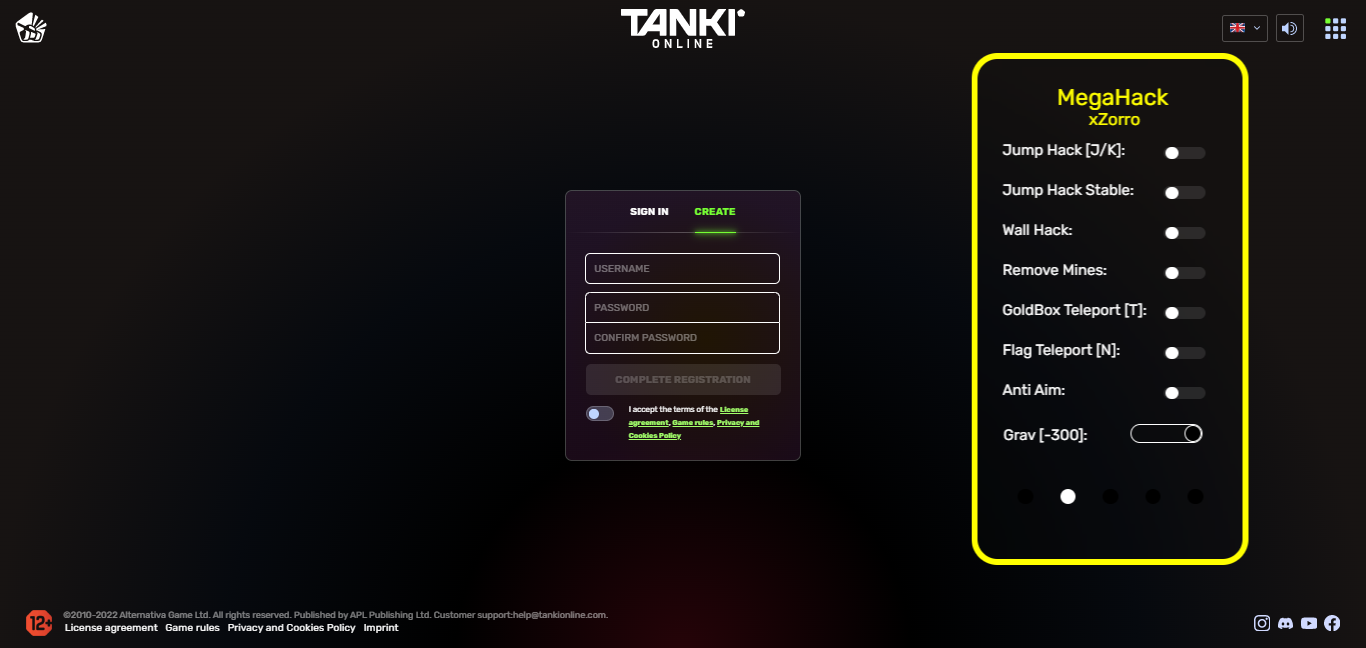 TANKI
ONLINE
SIGN IN
CREATE
USERNAME
PASSWORD
CONFIRM PASSWORD
COMPLETE REGISTRATION
I accept the terms of the License
agreement, Game rules, Privacy and
Cookies Policy
MegaHack
xZorro
Jump Hack [J/K]:
Jump Hack Stable:
Wall Hack:
Remove Mines:
GoldBox Teleport [T]:
Flag Teleport [N]:
Anti Aim:
Grav [-300]:
12+
©2010-2022 Alternativa Game Ltd. All rights reserved. Published by APL Publishing Ltd. Customer support:help@tankionline.com.
License agreement Game rules Privacy and Cookies Policy Imprint